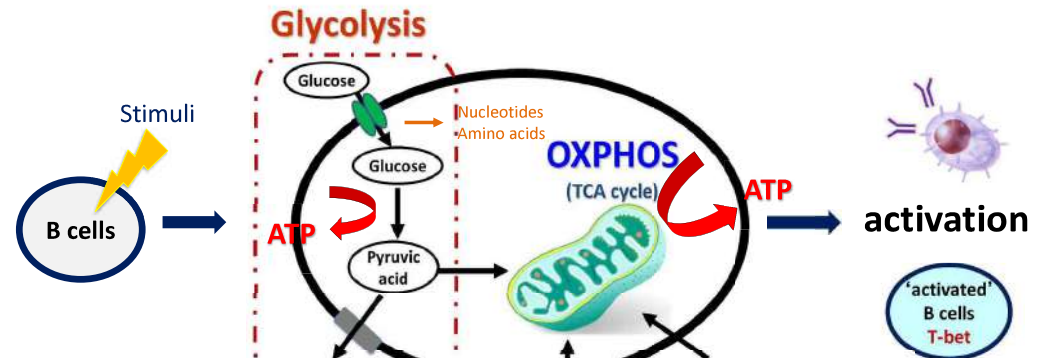 Glycolysis
Glucose
Stimuli
Nucleotides
Amino acids
Glucose
OXPHOS
(TCA cycle)
ATP
B cells
ATP
activation
Pyruvic
acid
'activated'
B cells
T-bet